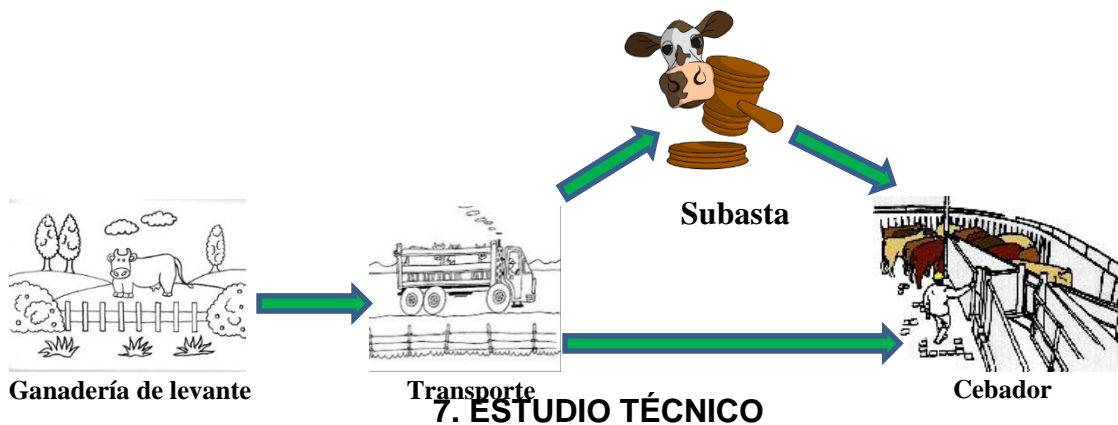 Subasta
Ganadería de levante
Transporte
Cebador
7. ESTUDIO TÉCNICO